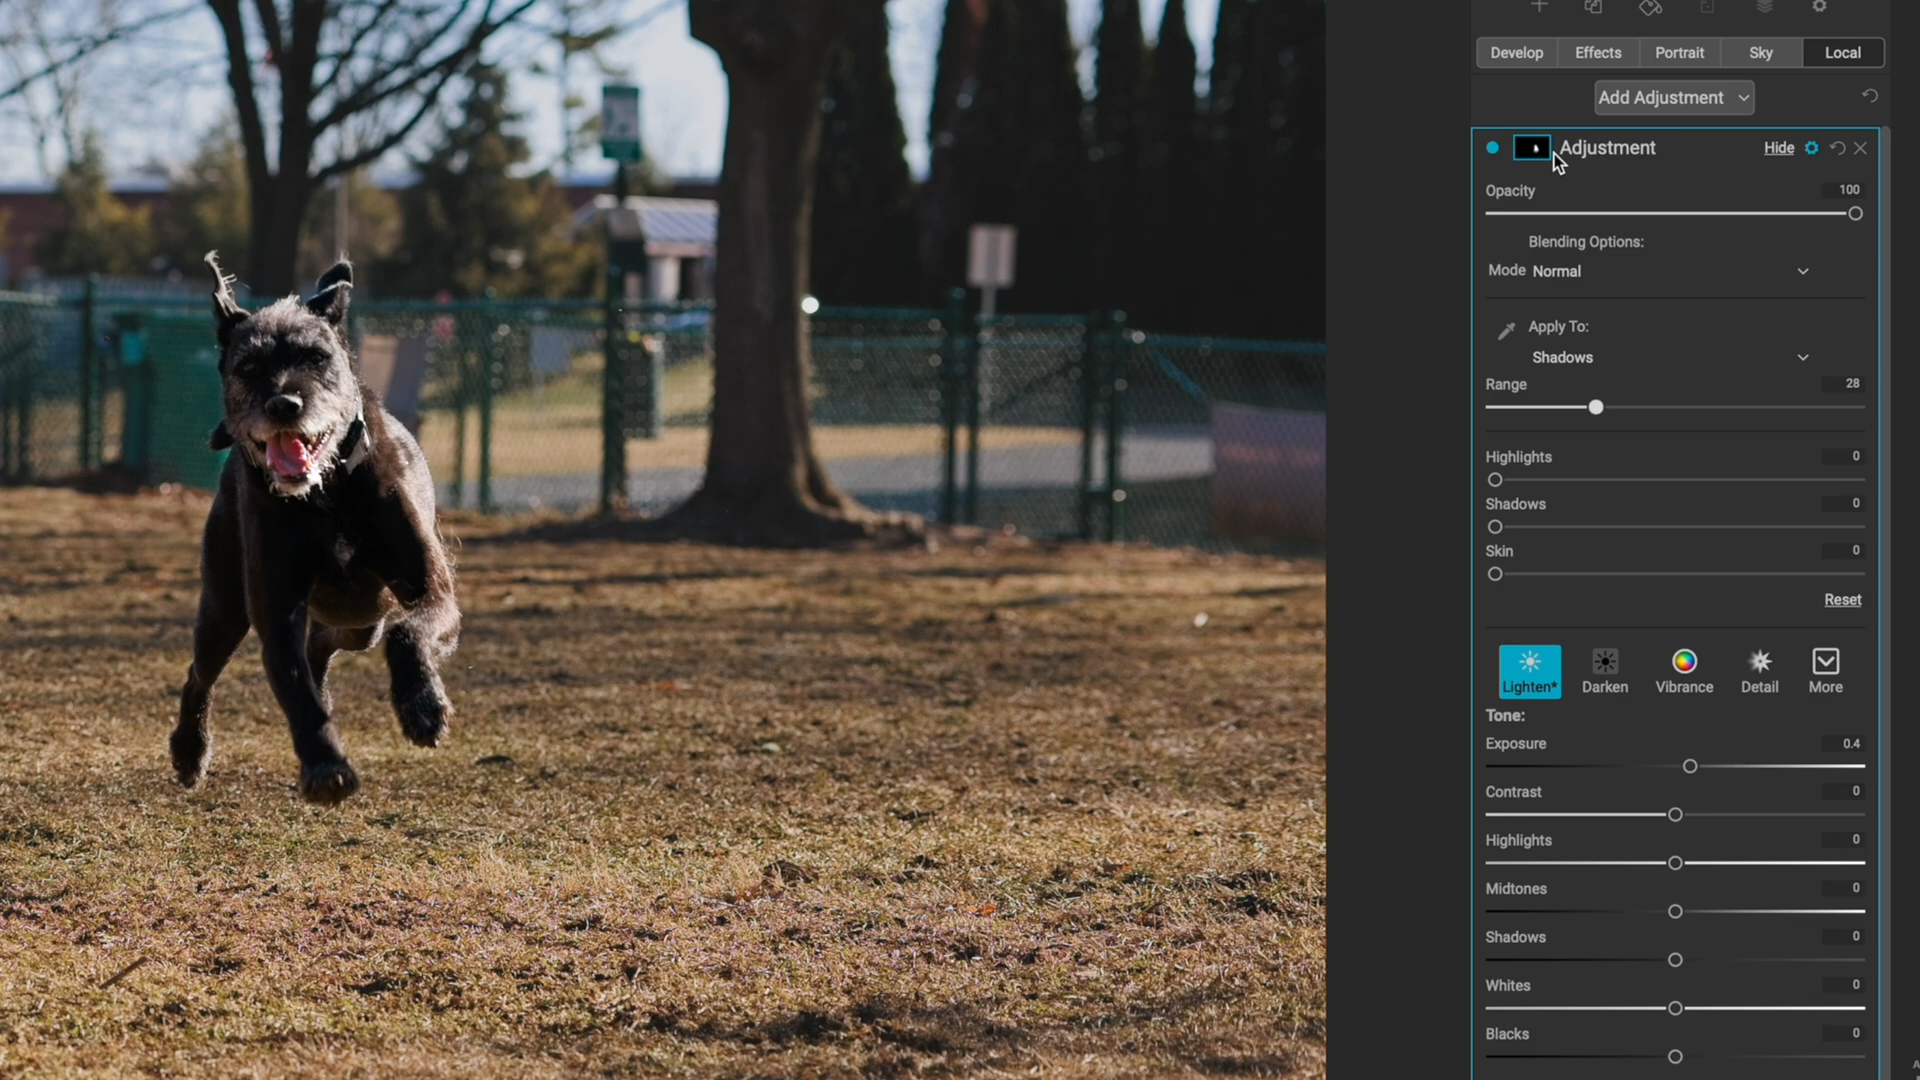 Develop Effects Portrait Sky Local
Add Adjustment
Adjustment Hide
Opacity 100
Blending Options:
Mode Normal
Apply To:
Shadows
Range 28
Highlights 0
Shadows 0
Skin 0
Reset
Lighten* Darken Vibrance Detail More
Tone:
Exposure 0.4
Contrast 0
Highlights 0
Midtones 0
Shadows 0
Whites 0
Blacks 0